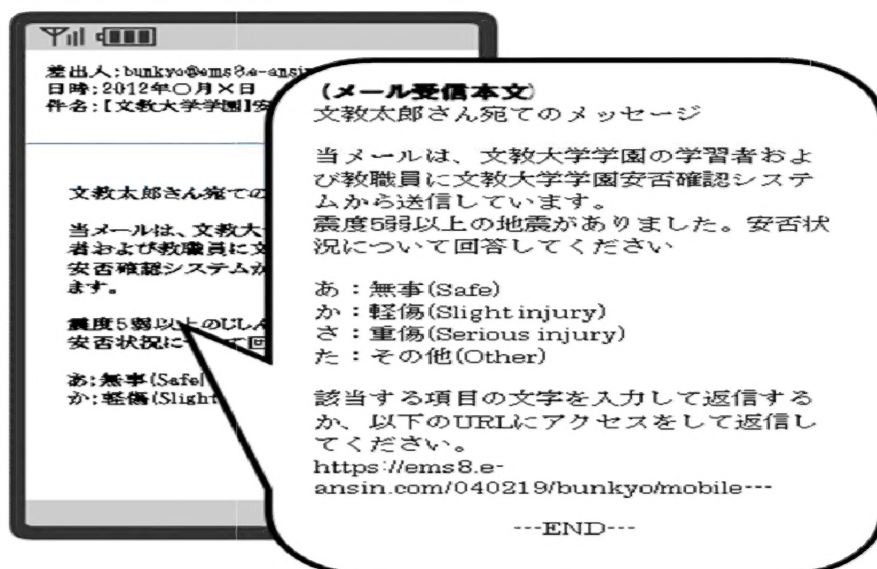 差出人:bunkyo@ems8.e-ansin
日時:2012年○月×日
件名:【文教大学学園】安
文教太郎さん宛ての
当メールは、文教大
者および教職員に文
安否確認システムか
ます。
震度5弱以上のじしん
安否状況に て回
あ:無事(Safe)
か:軽傷(Slight
(メール受信本文)
文教太郎さん宛てのメッセージ
当メールは、文教大学学園の学習者およ
び教職員に文教大学学園安否確認システ
ムから送信しています。
震度5弱以上の地震がありました。安否状
況について回答してください
あ：無事(Safe)
か：軽傷(Slight injury)
さ：重傷(Serious injury)
た：その他(Other)
該当する項目の文字を入力して返信する
か、以下のURLにアクセスをして返信し
てください。
https://ems8.e-
ansin.com/040219/bunkyo/mobile---
---END---